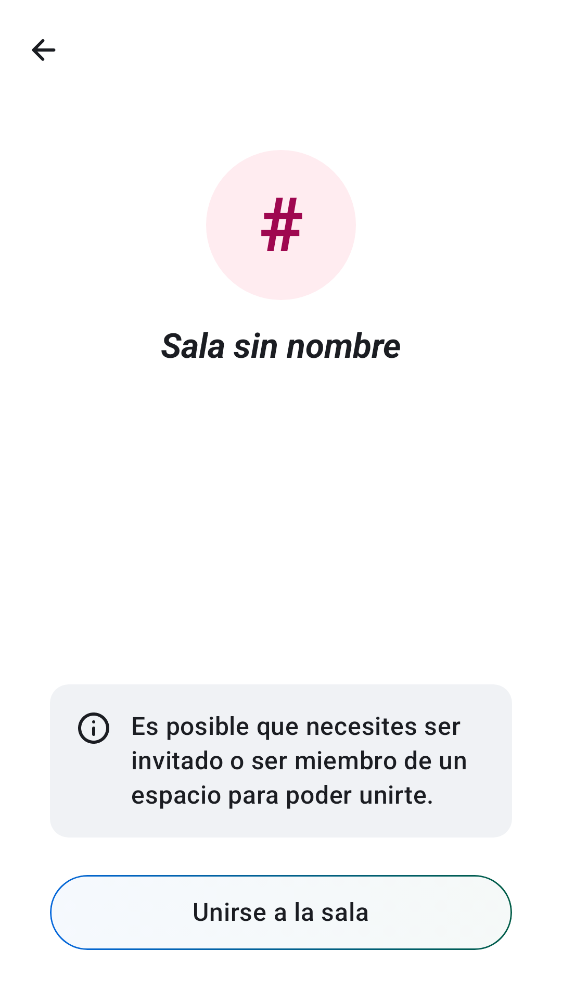 #
Sala sin nombre
Es posible que necesites ser
invitado o ser miembro de un
espacio para poder unirte.
Unirse a la sala